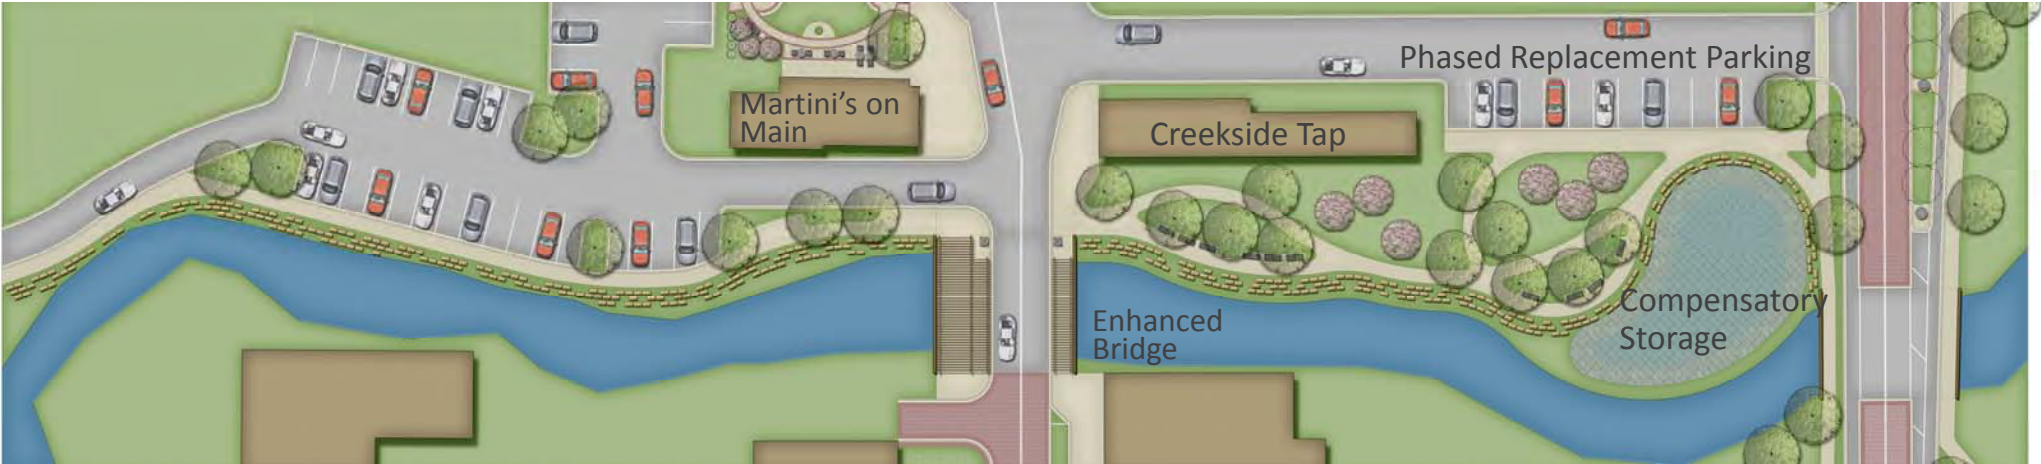 Phased Replacement Parking
Martini’s on
Main
Creekside Tap
Enhanced
Bridge
Compensatory
Storage